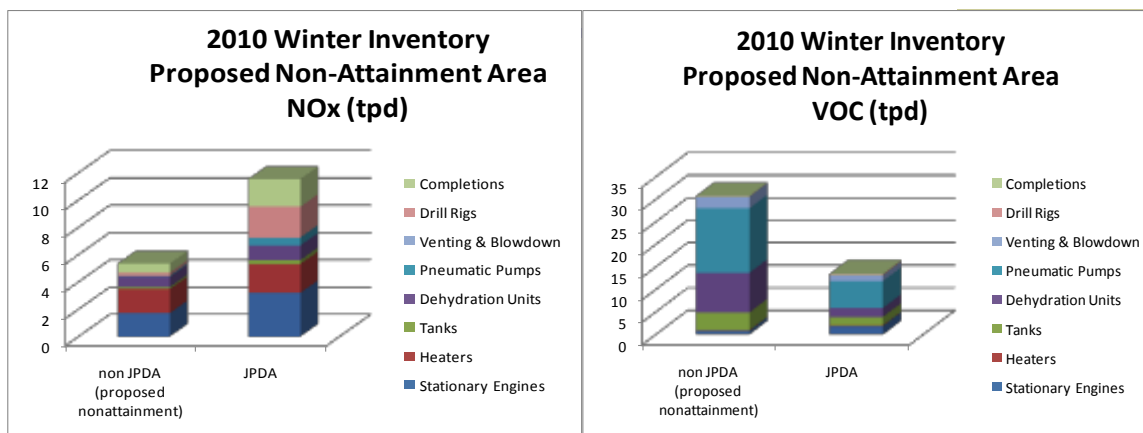 2010 Winter Inventory
Proposed Non-Attainment Area
NOx (tpd)
12
10
8
6
4
2
0
non JPDA
(proposed
nonattainment)
JPDA
Completions
Drill Rigs
Venting & Blowdown
Pneumatic Pumps
Dehydration Units
Tanks
Heaters
Stationary Engines
2010 Winter Inventory
Proposed Non-Attainment Area
VOC (tpd)
35
30
25
20
15
10
5
0
non JPDA
(proposed
nonattainment)
JPDA
Completions
Drill Rigs
Venting & Blowdown
Pneumatic Pumps
Dehydration Units
Tanks
Heaters
Stationary Engines